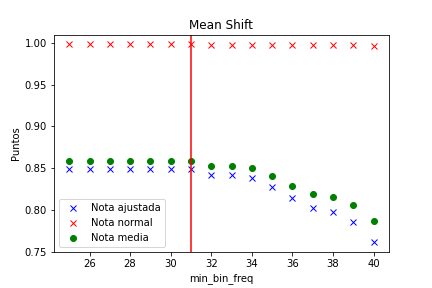 Mean Shift
1.00
0.95
0.90
0.85
0.80
0.75
Puntos
Nota ajustada
Nota normal
Nota media
26 28 30 32 34 36 38 40
min_bin_freq